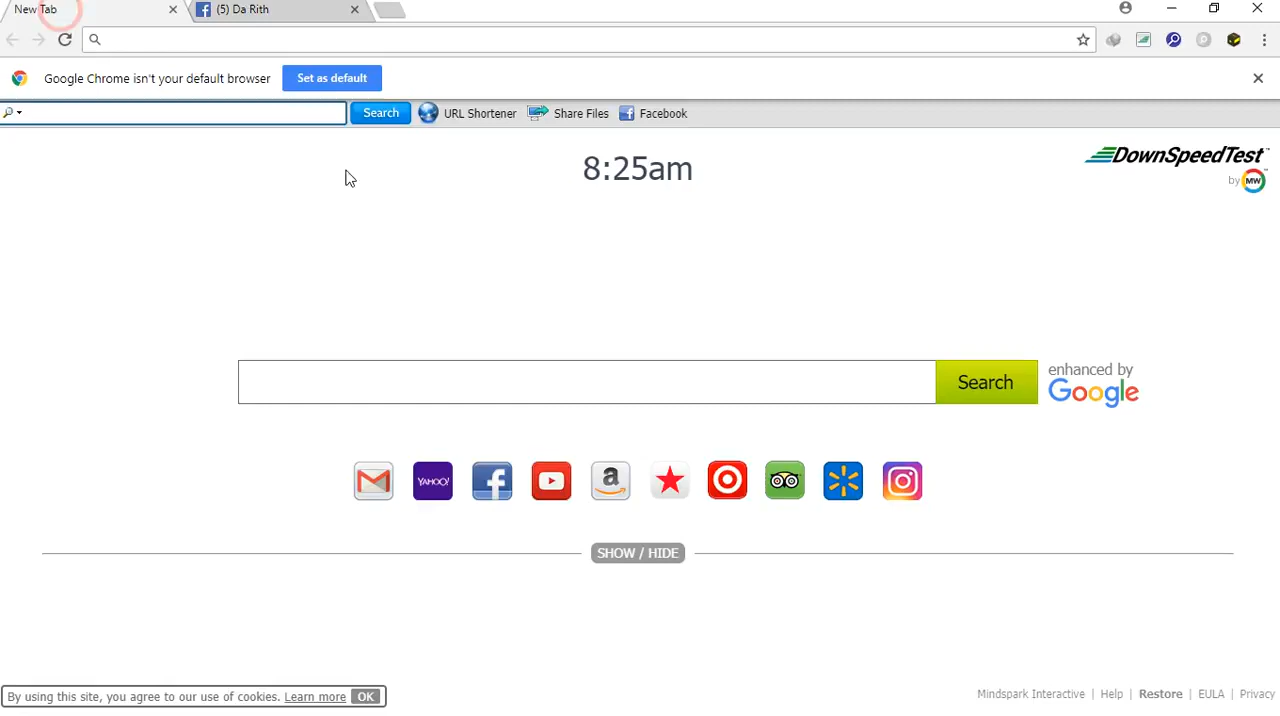 New Tab
(5) Da Rith
Google Chrome isn't your default browser
Set as default
Search
URL Shortener
Share Files
Facebook
8:25am
DownSpeedTest™
by MW
Search
enhanced by
Google
YAHOO!
a
SHOW / HIDE
By using this site, you agree to our use of cookies. Learn more OK
Mindspark Interactive | Help | Restore | EULA | Privacy